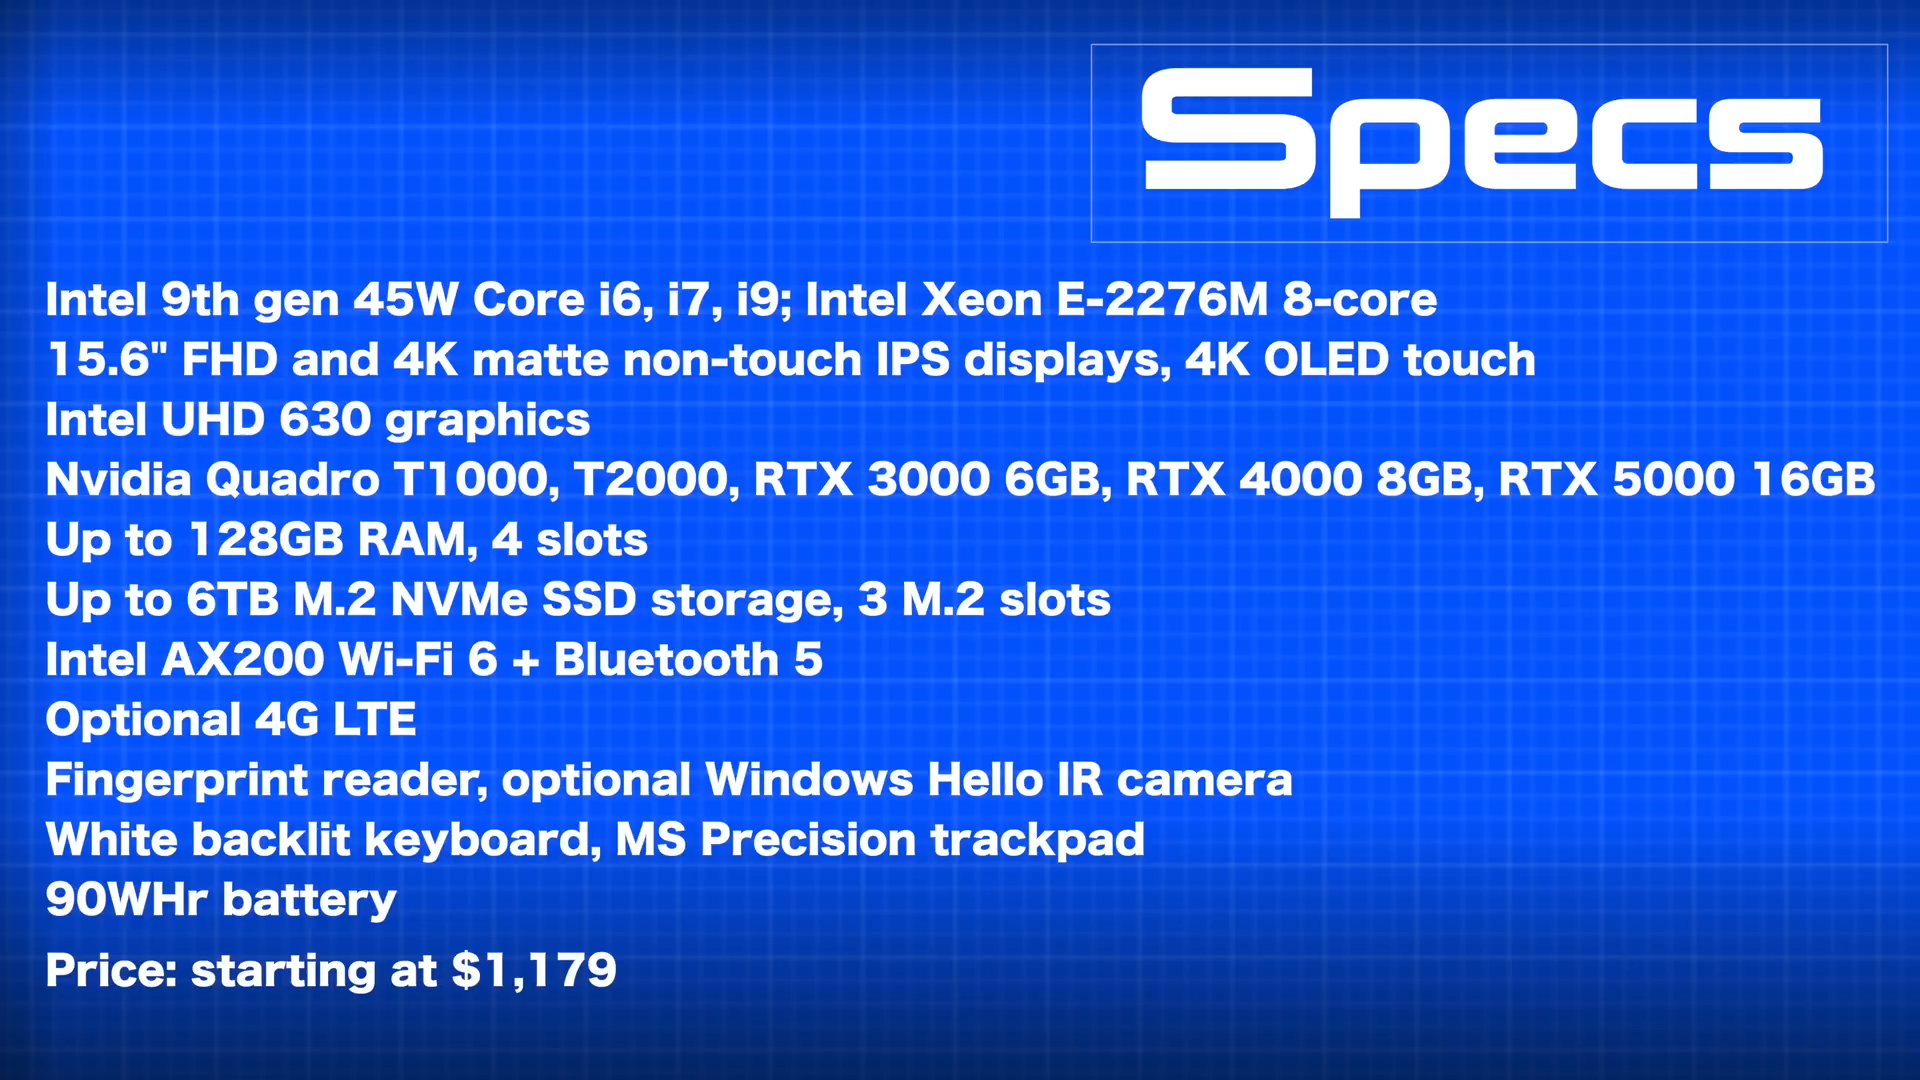 Specs
Intel 9th gen 45W Core i6, i7, i9; Intel Xeon E-2276M 8-core
15.6" FHD and 4K matte non-touch IPS displays, 4K OLED touch
Intel UHD 630 graphics
Nvidia Quadro T1000, T2000, RTX 3000 6GB, RTX 4000 8GB, RTX 5000 16GB
Up to 128GB RAM, 4 slots
Up to 6TB M.2 NVMe SSD storage, 3 M.2 slots
Intel AX200 Wi-Fi 6 + Bluetooth 5
Optional 4G LTE
Fingerprint reader, optional Windows Hello IR camera
White backlit keyboard, MS Precision trackpad
90WHr battery
Price: starting at $1,179